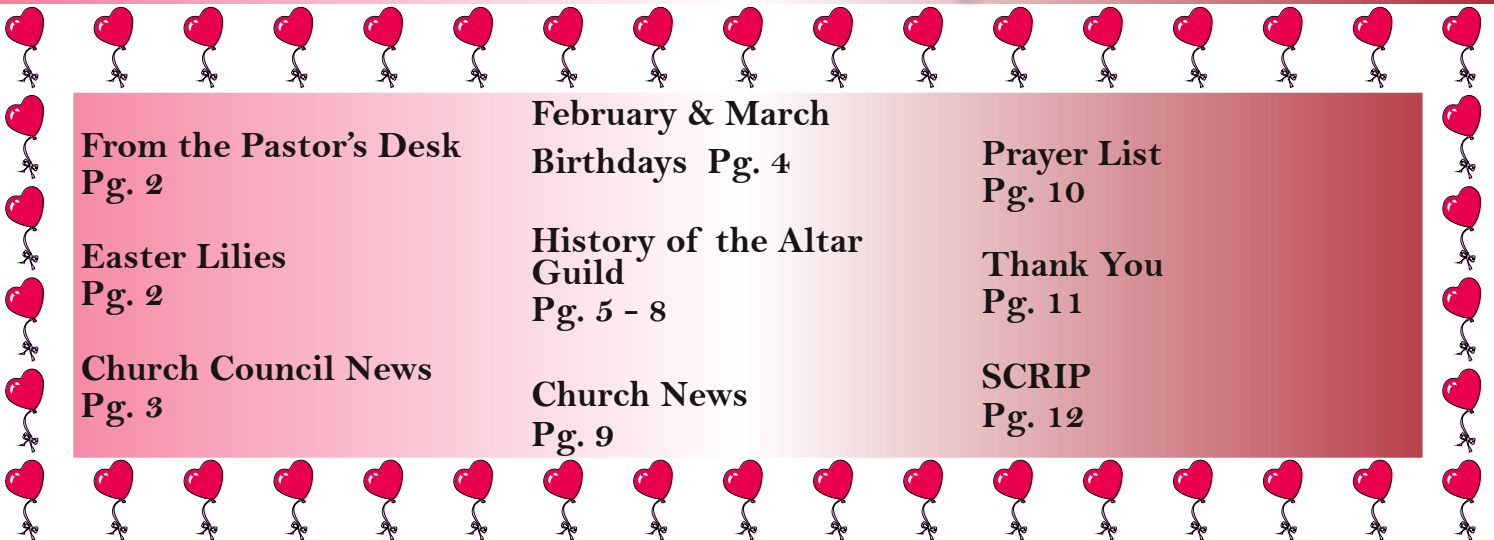 From the Pastor's Desk
Pg. 2
Easter Lilies
Pg. 2
Church Council News
Pg. 3
February & March
Birthdays Pg. 4
History of the Altar
Guild
Pg. 5 - 8
Church News
Pg. 9
Prayer List
Pg. 10
Thank You
Pg. 11
SCRIP
Pg. 12